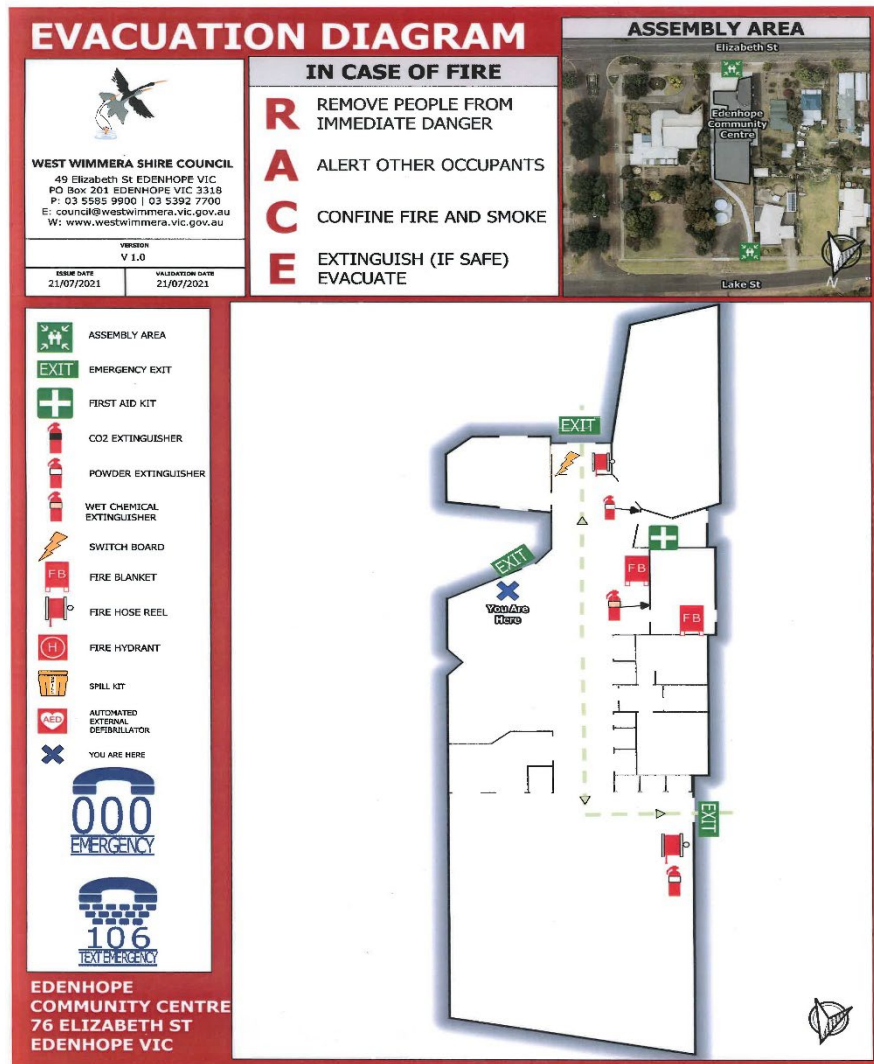 EVACUATION DIAGRAM
WEST WIMMERA SHIRE COUNCIL
49 Elizabeth St EDENHOPE VIC
PO Box 201 EDENHOPE VIC 3318
P: 03 5585 9900 | 03 5392 7700
E: council@westwimmera.vic.gov.au
W: www.westwimmera.vic.gov.au
VERSION
V 1.0
ISSUE DATE
21/07/2021
VALIDATION DATE
21/07/2021
IN CASE OF FIRE
R REMOVE PEOPLE FROM
IMMEDIATE DANGER
A ALERT OTHER OCCUPANTS
C CONFINE FIRE AND SMOKE
E EXTINGUISH (IF SAFE)
EVACUATE
ASSEMBLY AREA
Elizabeth St
Edenhope
Community
Centre
Lake St
N
ASSEMBLY AREA
EXIT EMERGENCY EXIT
FIRST AID KIT
CO2 EXTINGUISHER
POWDER EXTINGUISHER
WET CHEMICAL
EXTINGUISHER
SWITCH BOARD
FB FIRE BLANKET
FIRE HOSE REEL
H FIRE HYDRANT
SPILL KIT
AED AUTOMATED
EXTERNAL
DEFIBRILLATOR
YOU ARE HERE
000
EMERGENCY
106
TEXT EMERGENCY
EXIT
EXIT
You Are
Here
FB
FB
EXIT
EDENHOPE
COMMUNITY CENTRE
76 ELIZABETH ST
EDENHOPE VIC